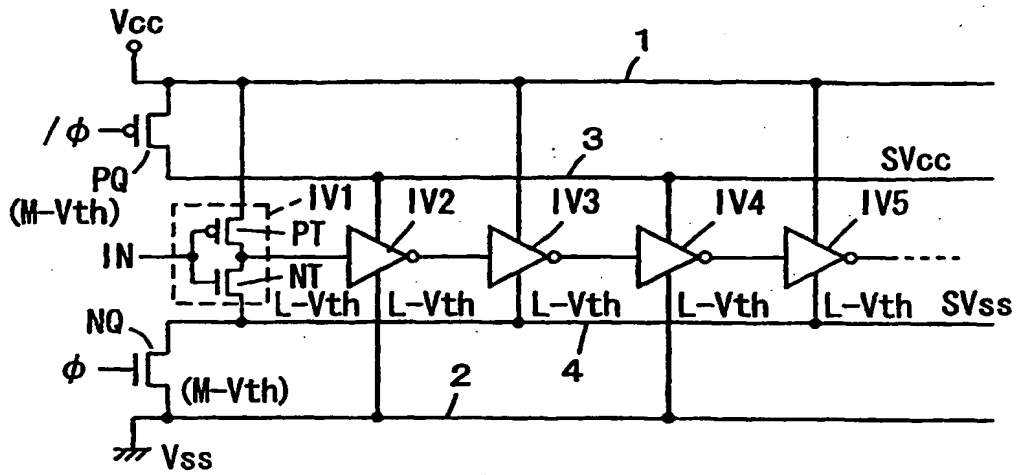 Vcc
1
/φ
PQ
(M-Vth)
3
SVcc
IV1
IV2
IV3
IV4
IV5
PT
IN
NT
L-Vth
L-Vth
L-Vth
L-Vth
L-Vth
SVss
NQ
4
φ
(M-Vth)
2
Vss